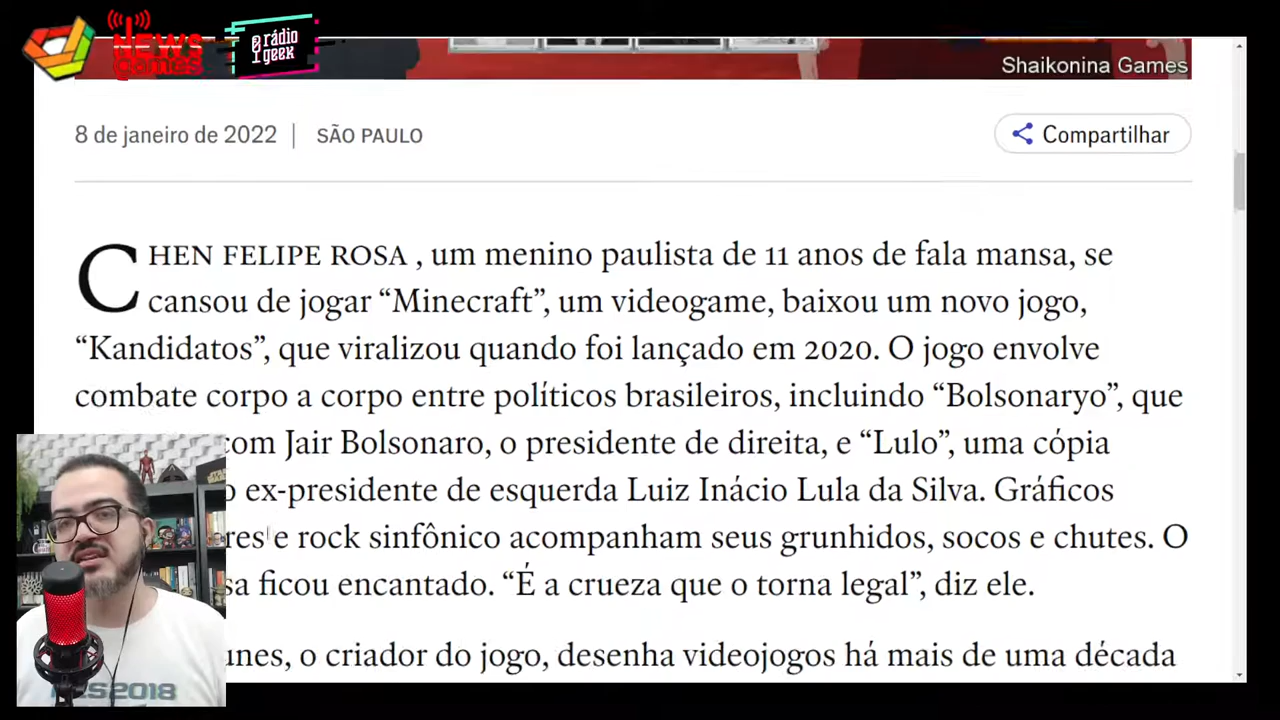 NEWS
games
rádio
geek
Shaikonina Games
8 de janeiro de 2022 | SÃO PAULO
Compartilhar
CHEN FELIPE ROSA , um menino paulista de 11 anos de fala mansa, se
cansou de jogar “Minecraft”, um videogame, baixou um novo jogo,
“Kandidatos”, que viralizou quando foi lançado em 2020. O jogo envolve
combate corpo a corpo entre políticos brasileiros, incluindo “Bolsonaryo”, que
com Jair Bolsonaro, o presidente de direita, e “Lulo”, uma cópia
o ex-presidente de esquerda Luiz Inácio Lula da Silva. Gráficos
res e rock sinfônico acompanham seus grunhidos, socos e chutes. O
sa ficou encantado. “É a crueza que o torna legal”, diz ele.
unes, o criador do jogo, desenha videojogos há mais de uma década
2018